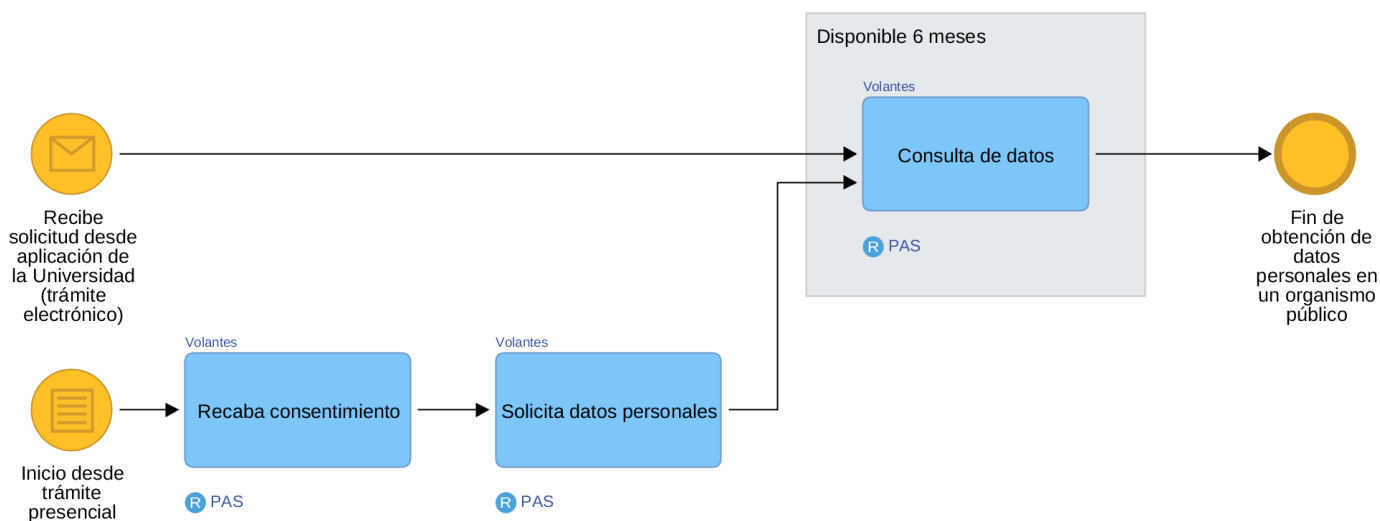 Disponible 6 meses
Volantes
Consulta de datos
R PAS
Recibe
solicitud desde
aplicación de
la Universidad
(trámite
electrónico)
Fin de
obtención de
datos
personales en
un organismo
público
Volantes
Recaba consentimiento
R PAS
Volantes
Solicita datos personales
R PAS
Inicio desde
trámite
presencial